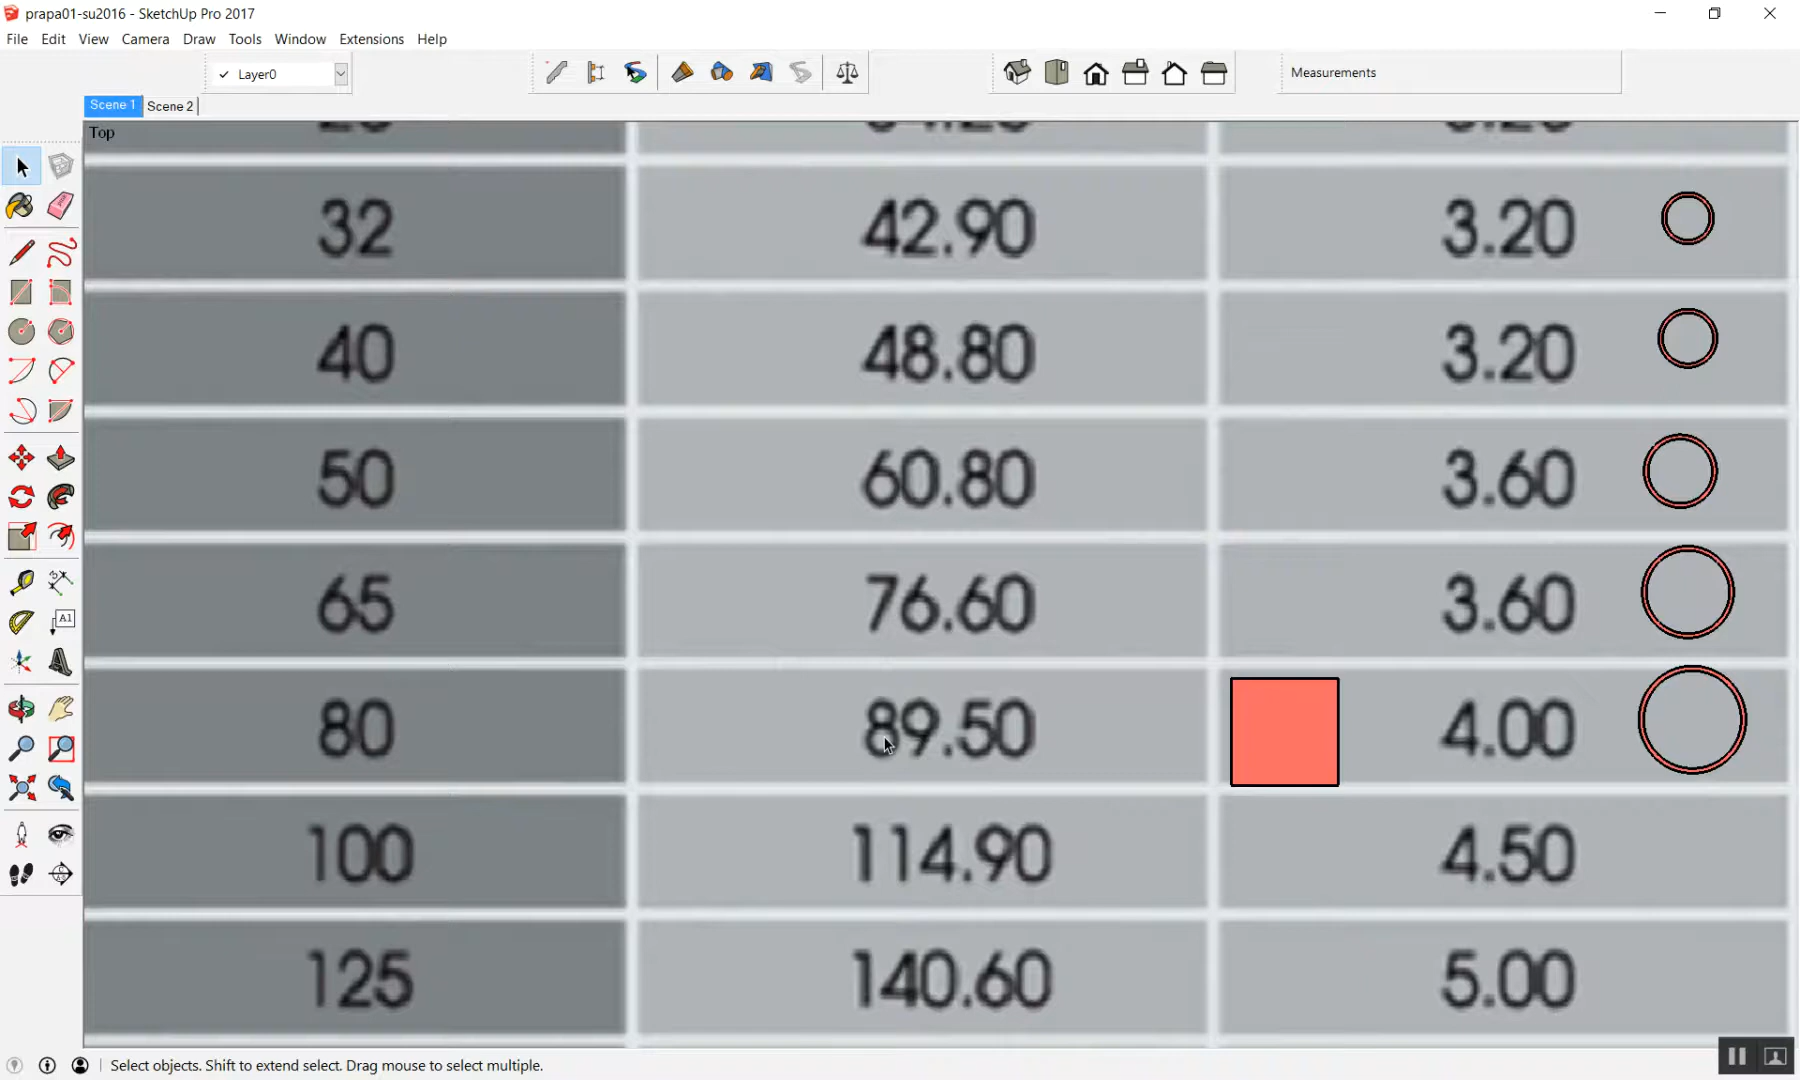 prapa01-su2016 - SketchUp Pro 2017
File Edit View Camera Draw Tools Window Extensions Help
✓ Layer0
Measurements
Scene 1 Scene 2
Top
32 42.90 3.20
40 48.80 3.20
50 60.80 3.60
65 76.60 3.60
80 89.50 4.00
100 114.90 4.50
125 140.60 5.00
A1
Select objects. Shift to extend select. Drag mouse to select multiple.